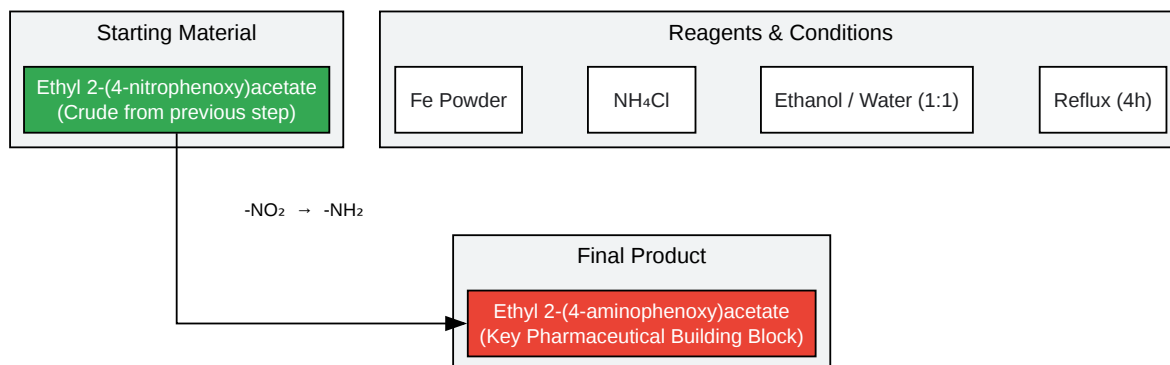 Starting Material
Ethyl 2-(4-nitrophenoxy)acetate
(Crude from previous step)
Reagents & Conditions
Fe Powder
NH₄Cl
Ethanol / Water (1:1)
Reflux (4h)
-NO₂ → -NH₂
Final Product
Ethyl 2-(4-aminophenoxy)acetate
(Key Pharmaceutical Building Block)